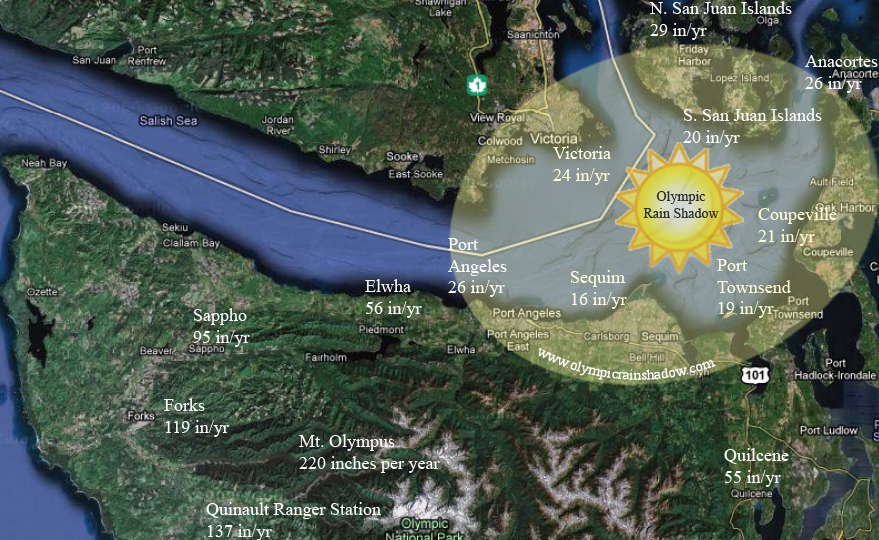 Shawnigan
Lake
N. San Juan Islands
29 in/yr
Olga
Saanichton
Port
Renfrew
San Juan
Friday
Harbor
Anacortes
26 in/yr
Anacortes
Lopez Island
1
Salish Sea
Jordan
River
View Royal
S. San Juan Islands
20 in/yr
Colwood
Victoria
Metchosin
Victoria
24 in/yr
Shirley
Sooke
East Sooke
Neah Bay
Ault Field
Olympic
Rain Shadow
Oak Harbor
Coupeville
21 in/yr
Sekiu
Clallam Bay
Port
Angeles
26 in/yr
Coupeville
Port
Townsend
19 in/yr
Sequim
16 in/yr
Ozette
Elwha
56 in/yr
Port
Townsend
Sappho
95 in/yr
Port Angeles
Piedmont
Port Angeles
East
Carlsborg
Sequim
Beaver
Sappho
Fairholm
Elwha
Bell Hill
www.olympicrainshadow.com
101
Port
Hadlock-Irondale
Forks
Forks
119 in/yr
Port Ludlow
Mt. Olympus
220 inches per year
Quilcene
55 in/yr
Quilcene
Quinault Ranger Station
137 in/yr
Olympic
National Park